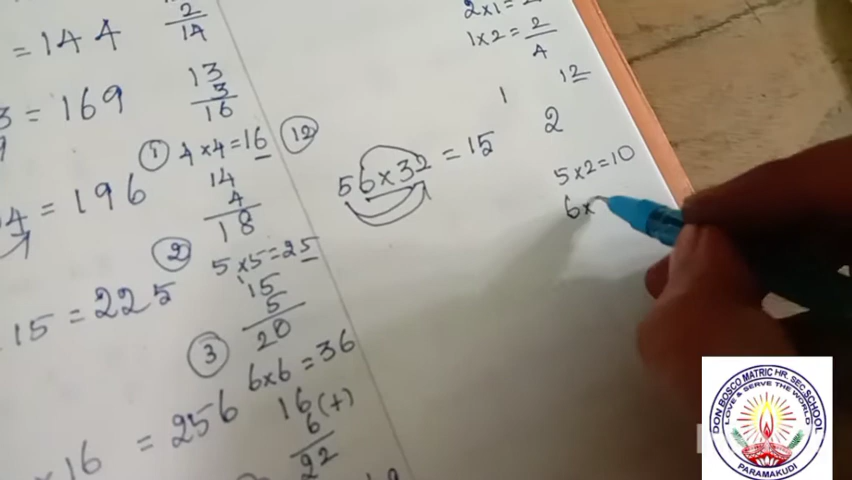 = 144
2
14
3 = 169
13
3
16
① 4 × 4 = 16
= 196
14
4
18
② 5 × 5 = 25
15 = 225
15
5
20
③ 6×6 = 36
×16 = 256
16 (+)
6
22
2×1=
1×2 = 2
4
1 12
⑫ 56×32 = 15 2
5×2=10
6×
DON BOSCO MATRIC HR. SEC. SCHOOL
LOVE & SERVE THE WORLD
PARAMAKUDI